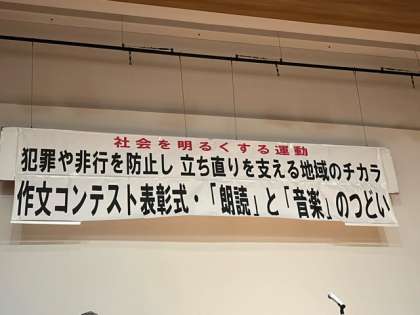 社会を明るくする運動
犯罪や非行を防止し 立ち直りを支える地域のチカラ
作文コンテスト表彰式・「朗読」と「音楽」のつどい